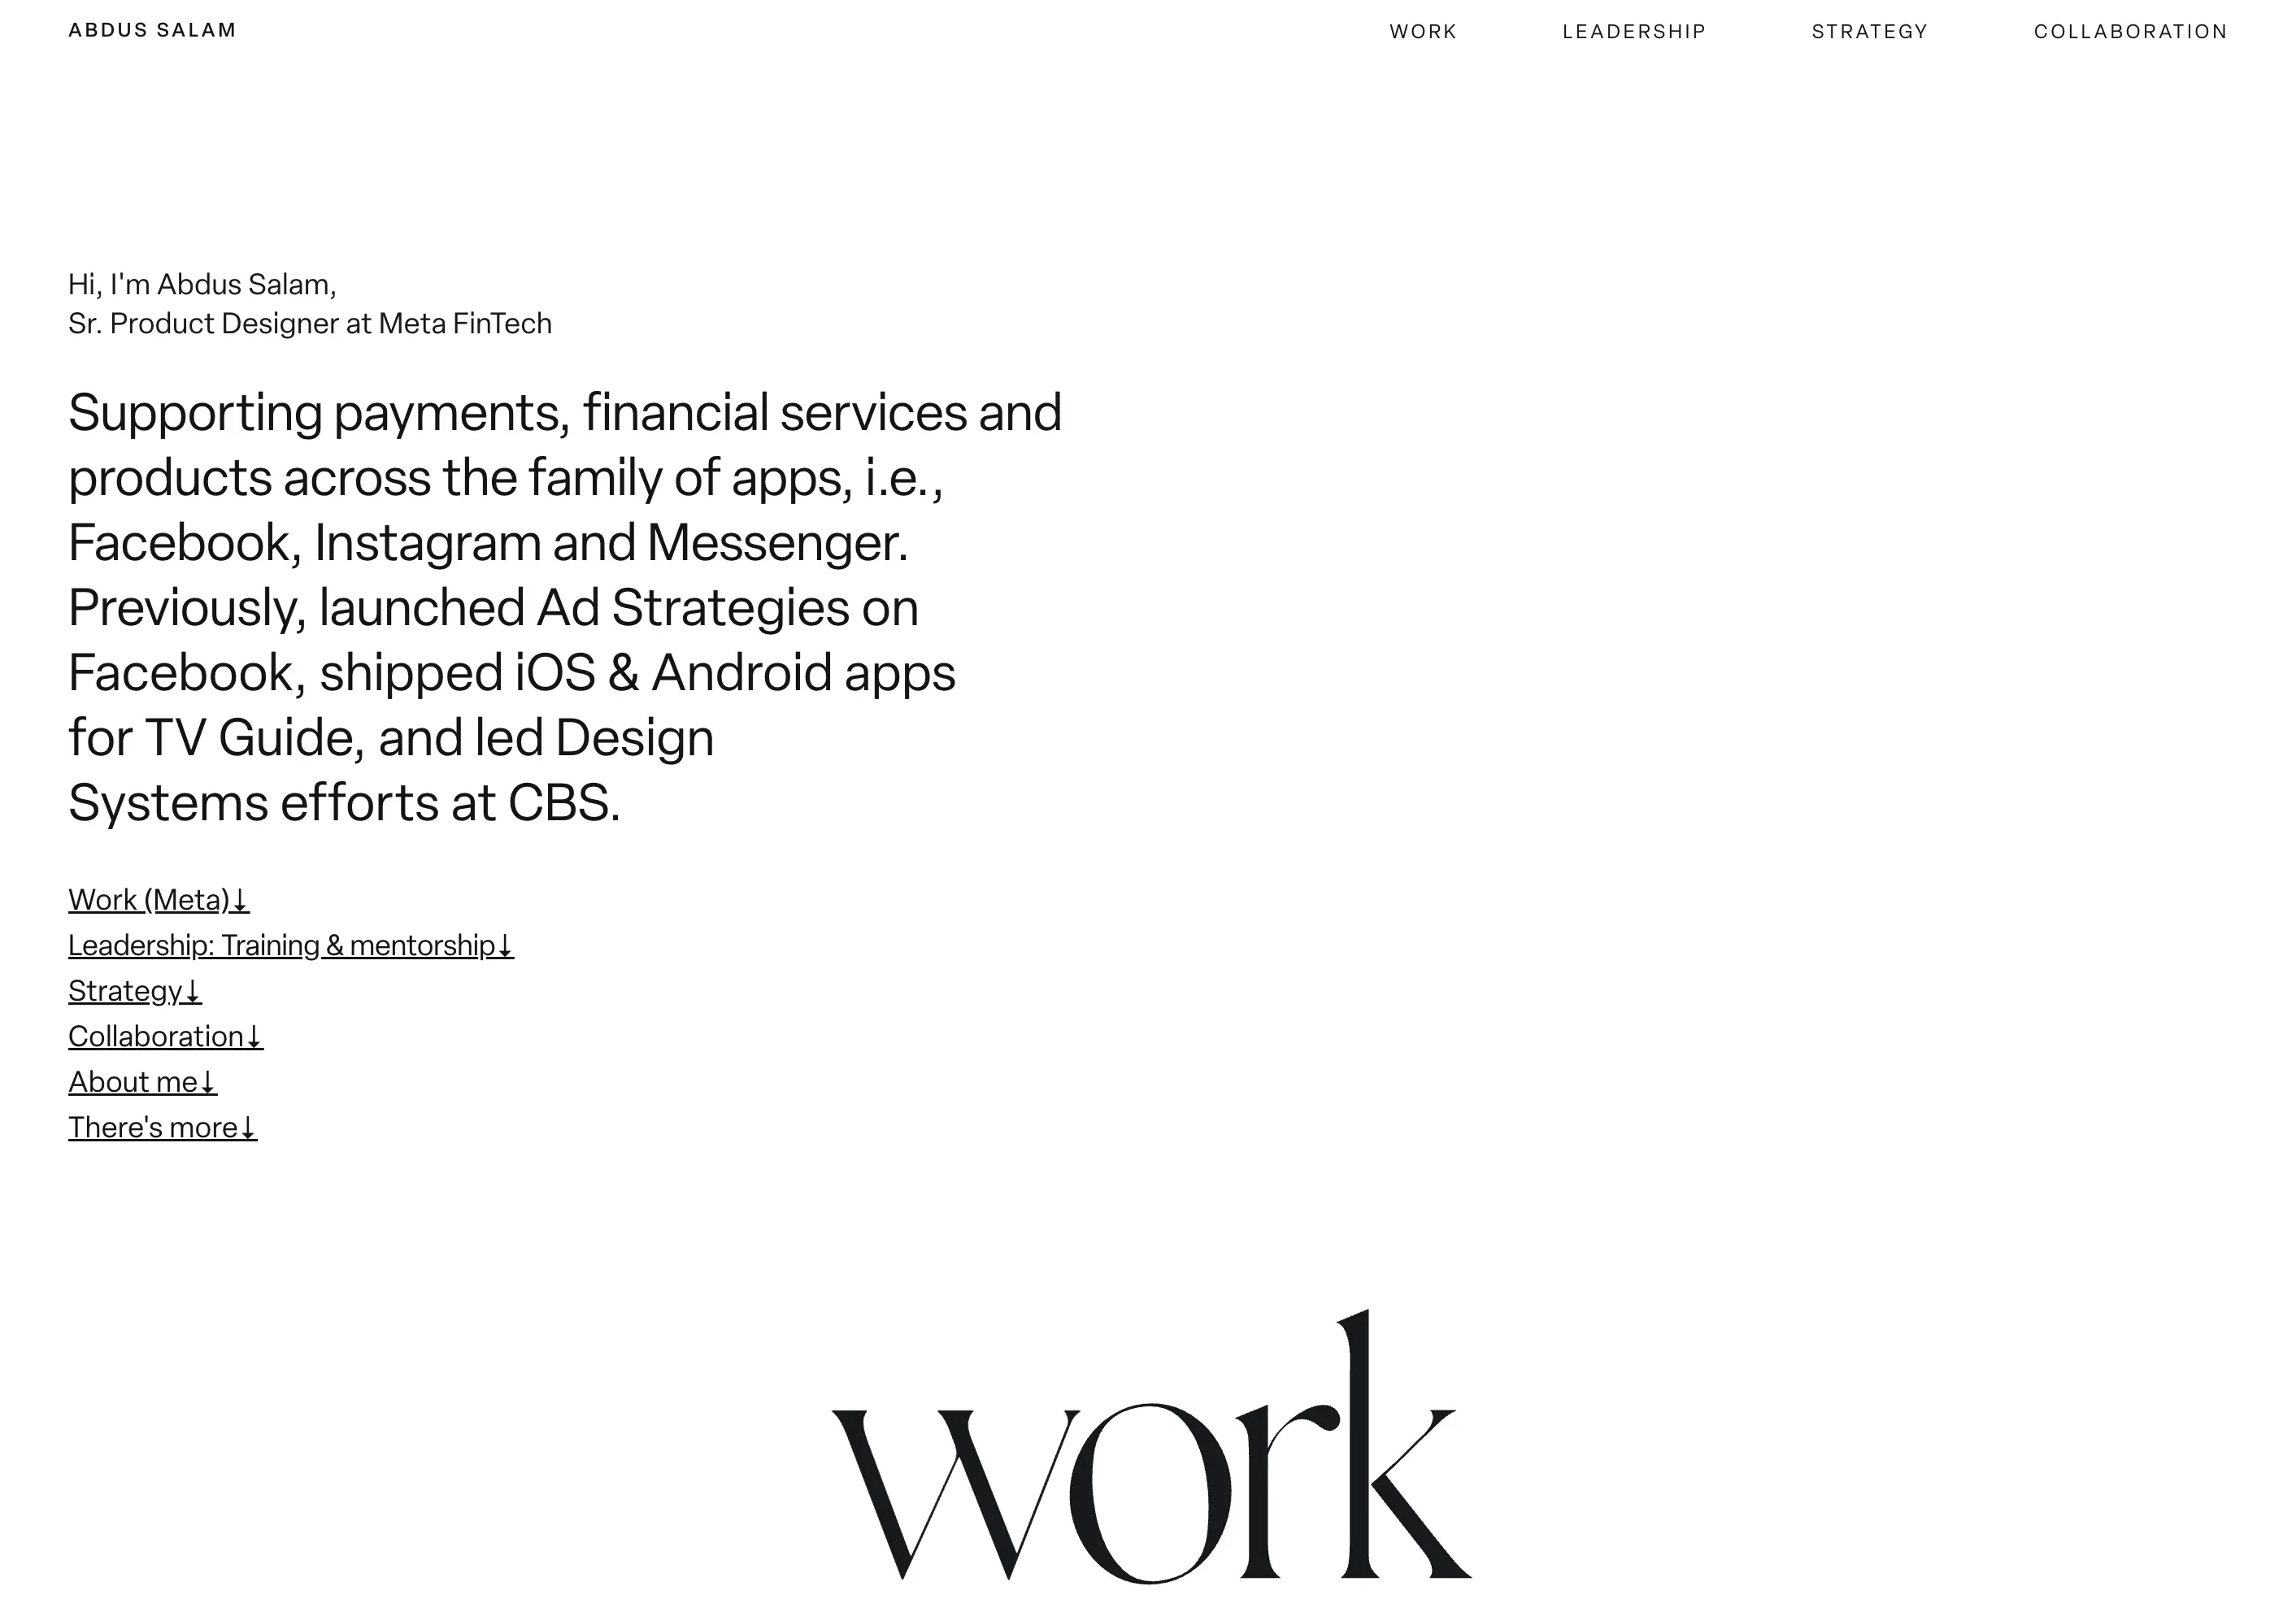 ABDUS SALAM
WORK
LEADERSHIP
STRATEGY
COLLABORATION
Hi, I'm Abdus Salam,
Sr. Product Designer at Meta FinTech
Supporting payments, financial services and
products across the family of apps, i.e.,
Facebook, Instagram and Messenger.
Previously, launched Ad Strategies on
Facebook, shipped iOS & Android apps
for TV Guide, and led Design
Systems efforts at CBS.
Work (Meta)↓
Leadership: Training & mentorship↓
Strategy↓
Collaboration↓
About me↓
There's more↓
work